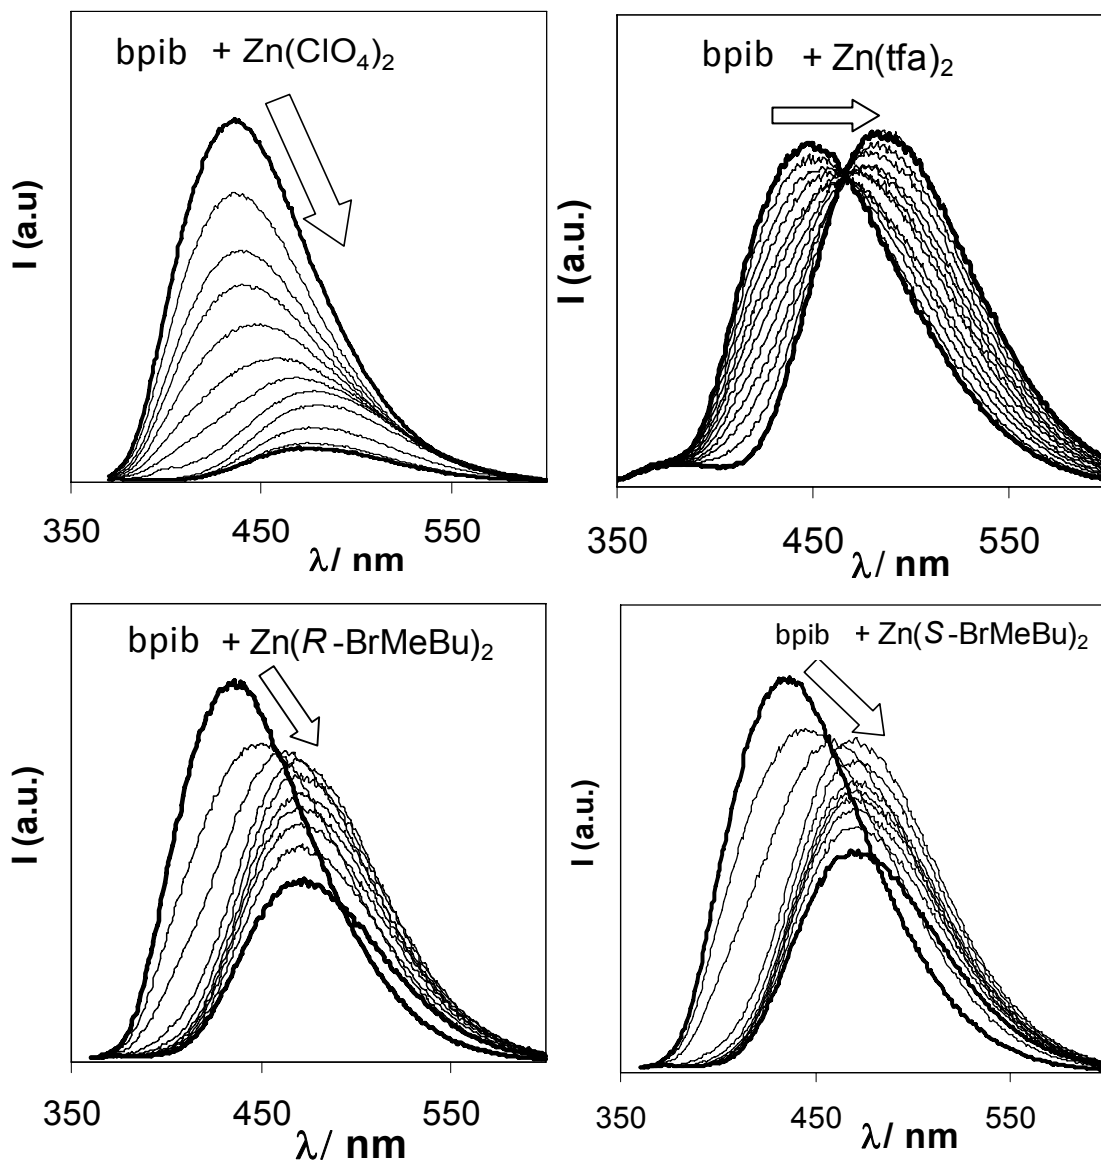 bpib + Zn(ClO₄)₂
I (a.u)
350 450 550
λ/ nm
bpib + Zn(tfa)₂
I (a.u.)
350 450 550
λ/ nm
bpib + Zn(R-BrMeBu)₂
I (a.u.)
350 450 550
λ/ nm
bpib + Zn(S-BrMeBu)₂
I (a.u.)
350 450 550
λ/ nm